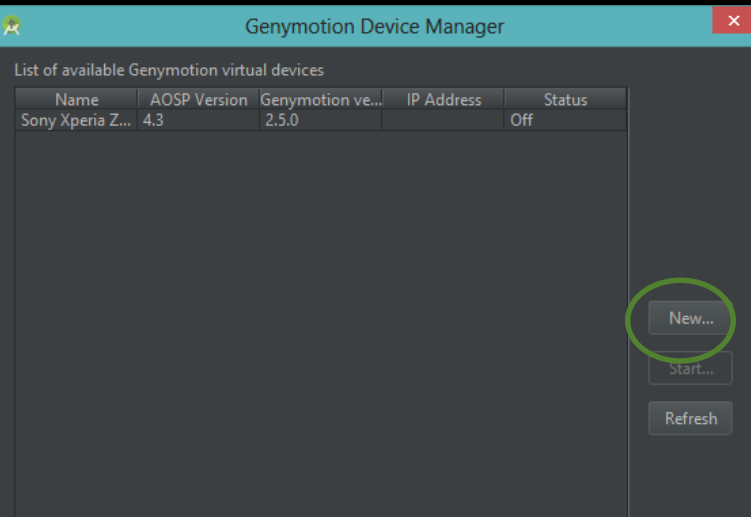 Genymotion Device Manager
List of available Genymotion virtual devices
Name AOSP Version Genymotion ve... IP Address Status
Sony Xperia Z... 4.3 2.5.0 Off
New...
Start...
Refresh